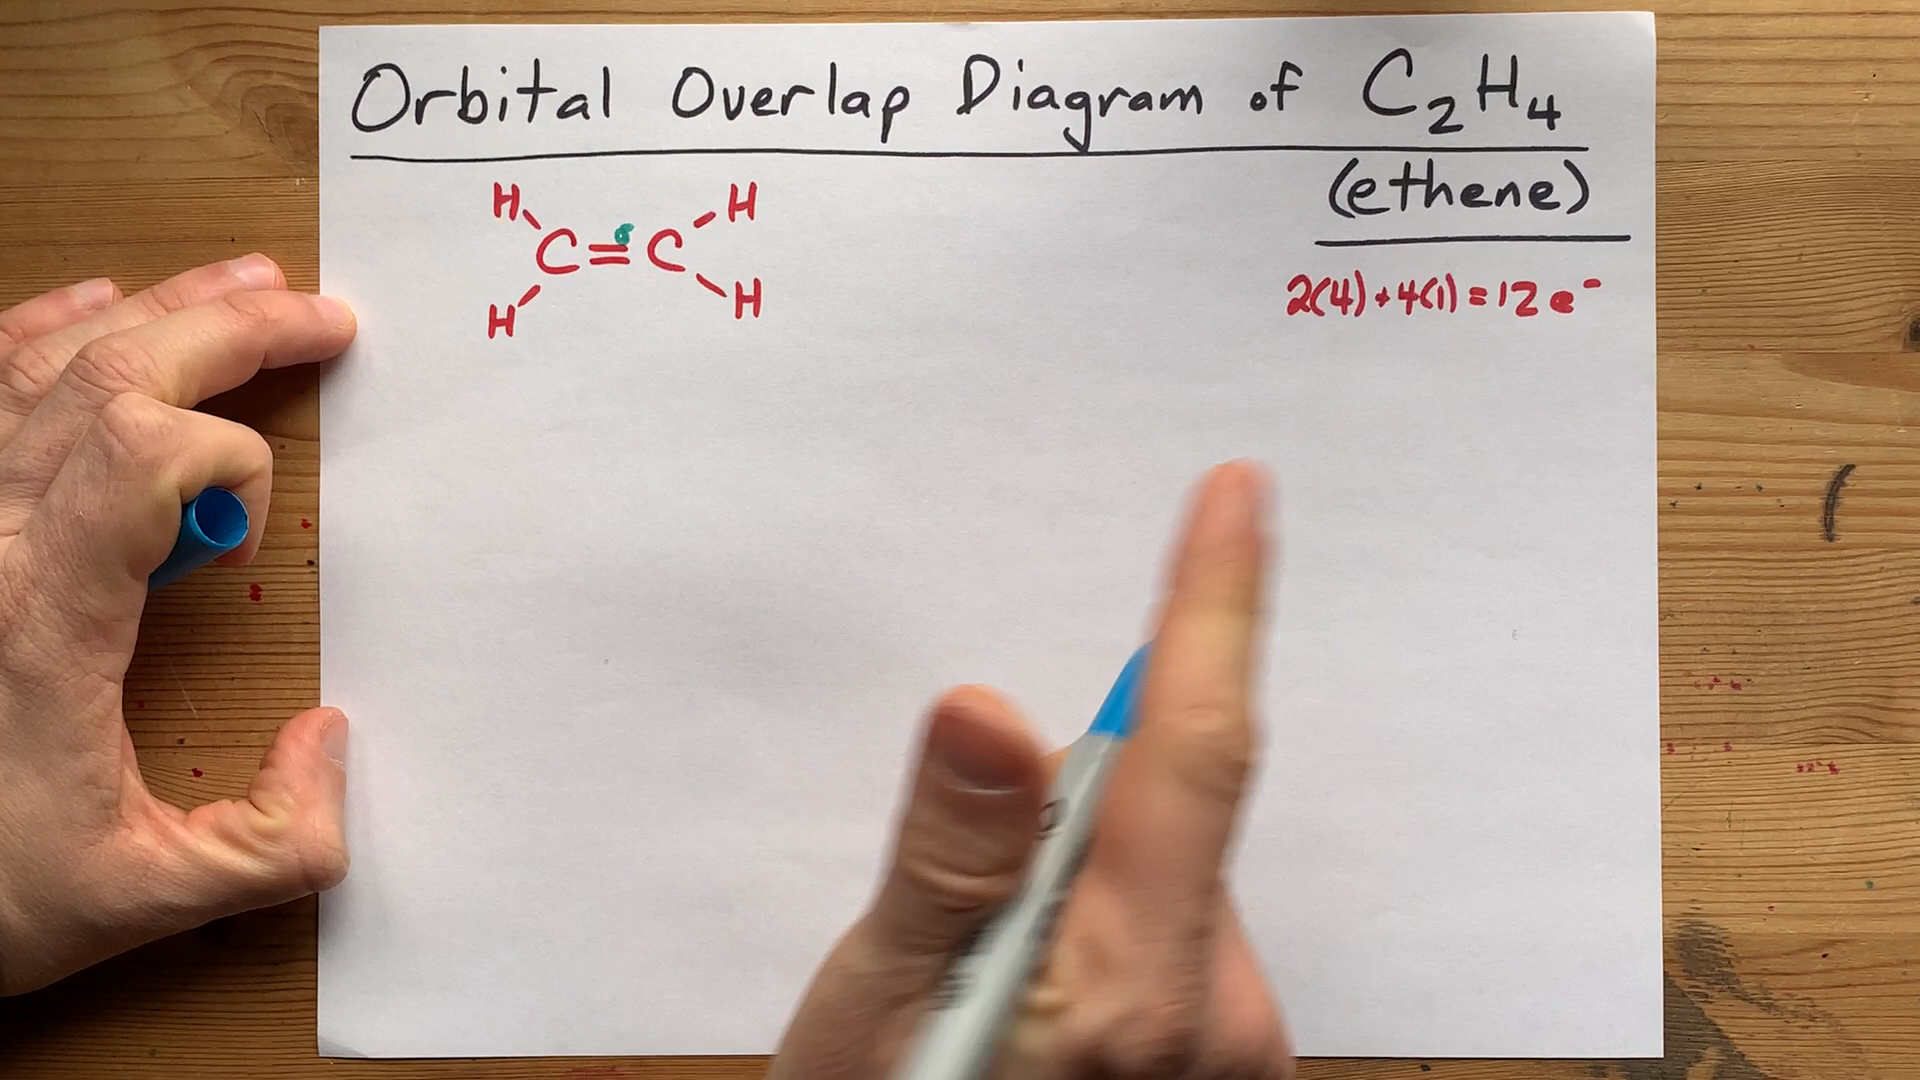 Orbital Overlap Diagram of C₂H₄
(ethene)
H H
C=C
H H
2(4)+4(1)=12 e⁻